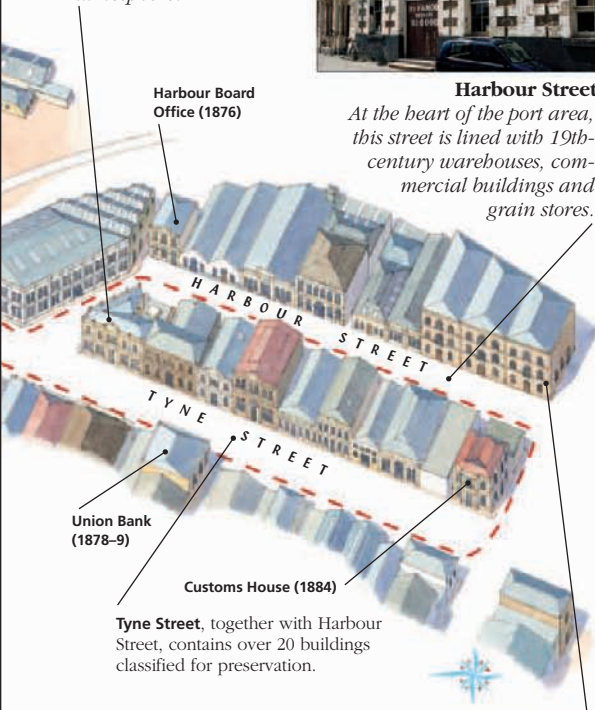 Harbour Board
Office (1876)
Harbour Street
At the heart of the port area,
this street is lined with 19th-
century warehouses, com-
mercial buildings and
grain stores.
HARBOUR STREET
TYNE STREET
Union Bank
(1878–9)
Customs House (1884)
Tyne Street, together with Harbour
Street, contains over 20 buildings
classified for preservation.